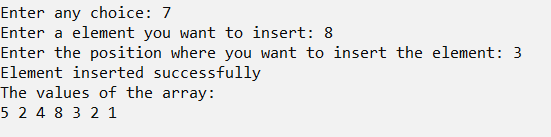 Enter any choice: 7
Enter a element you want to insert: 8
Enter the position where you want to insert the element: 3
Element inserted successfully
The values of the array:
5 2 4 8 3 2 1